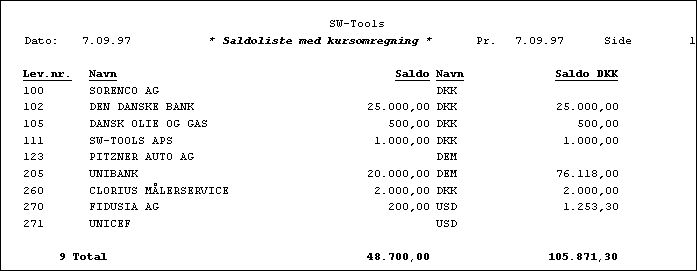 SW-Tools
Dato: 7.09.97 * Saldoliste med kursomregning * Pr. 7.09.97 Side 1
Lev.nr. Navn Saldo Navn Saldo DKK
100 SORENCO AG DKK
102 DEN DANSKE BANK 25.000,00 DKK 25.000,00
105 DANSK OLIE OG GAS 500,00 DKK 500,00
111 SW-TOOLS APS 1.000,00 DKK 1.000,00
123 PITZNER AUTO AG DEM
205 UNIBANK 20.000,00 DEM 76.118,00
260 CLORIUS MÅLERSERVICE 2.000,00 DKK 2.000,00
270 FIDUSIA AG 200,00 USD 1.253,30
271 UNICEF USD
9 Total 48.700,00 105.871,30